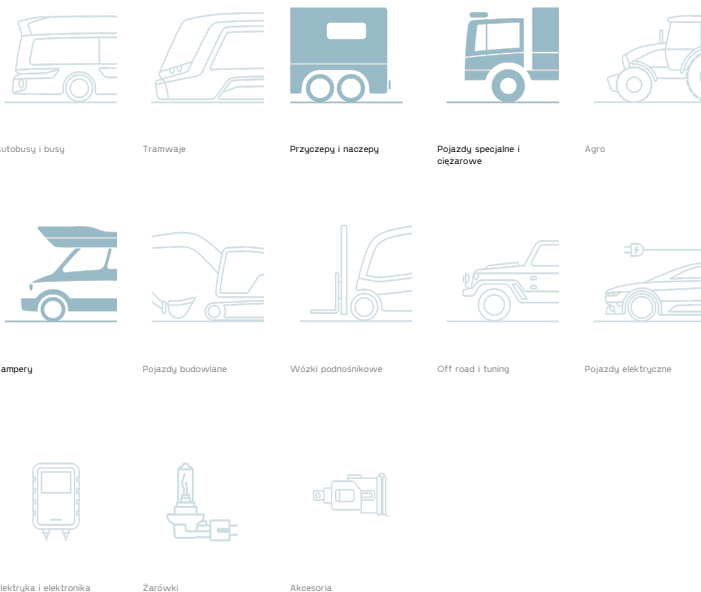 utobusy i busy
Tramwaje
Przyczepy i naczepy
Pojazdy specjalne i
ciężarowe
Agro
ampery
Pojazdy budowlane
Wózki podnośnikowe
Off road i tuning
Pojazdy elektryczne
lektryka i elektronika
Żarówki
Akcesoria